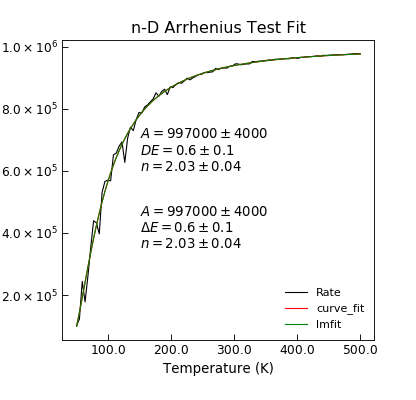 n-D Arrhenius Test Fit
1.0 × 10⁶
8.0 × 10⁵
6.0 × 10⁵
4.0 × 10⁵
2.0 × 10⁵
A = 997000 ± 4000
DE = 0.6 ± 0.1
n = 2.03 ± 0.04
A = 997000 ± 4000
ΔE = 0.6 ± 0.1
n = 2.03 ± 0.04
Rate
curve_fit
lmfit
100.0 200.0 300.0 400.0 500.0
Temperature (K)